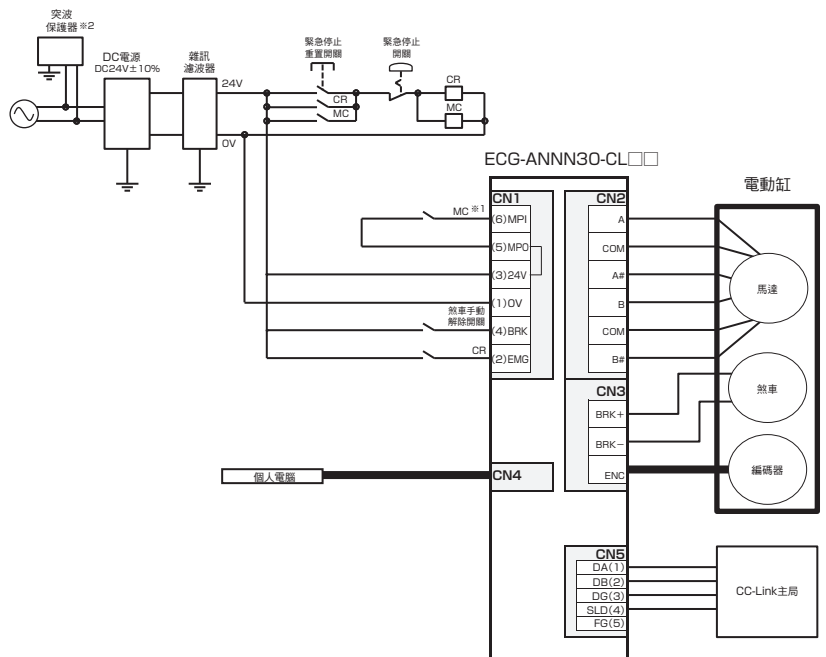 突波
保護器※2
DC電源
DC24V±10%
雜訊
濾波器
24V
0V
緊急停止
重置開關
緊急停止
開關
CR
MC
CR
MC
ECG-ANNN30-CL□□
電動缸
CN1
MC※1
(6)MPI
(5)MPO
(3)24V
(1)0V
煞車手動
解除開關
(4)BRK
CR
(2)EMG
CN2
A
COM
A#
B
COM
B#
馬達
CN3
BRK+
BRK−
ENC
煞車
編碼器
個人電腦
CN4
CN5
DA(1)
DB(2)
DG(3)
SLD(4)
FG(5)
CC-Link主局